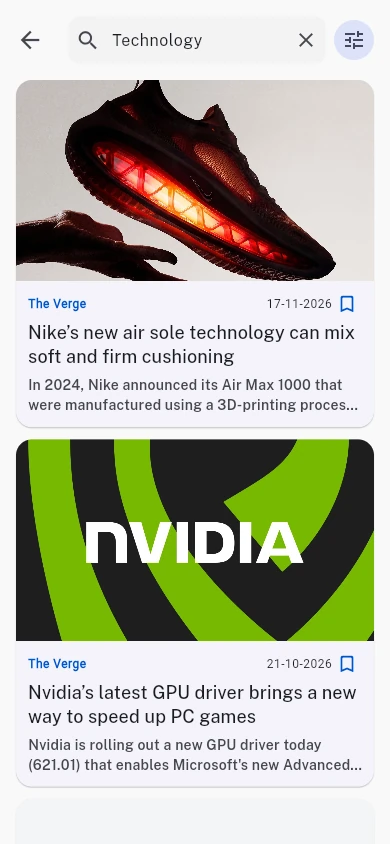 Technology
The Verge
17-11-2026
Nike’s new air sole technology can mix
soft and firm cushioning
In 2024, Nike announced its Air Max 1000 that
were manufactured using a 3D-printing proces...
NVIDIA
The Verge
21-10-2026
Nvidia’s latest GPU driver brings a new
way to speed up PC games
Nvidia is rolling out a new GPU driver today
(621.01) that enables Microsoft's new Advanced...